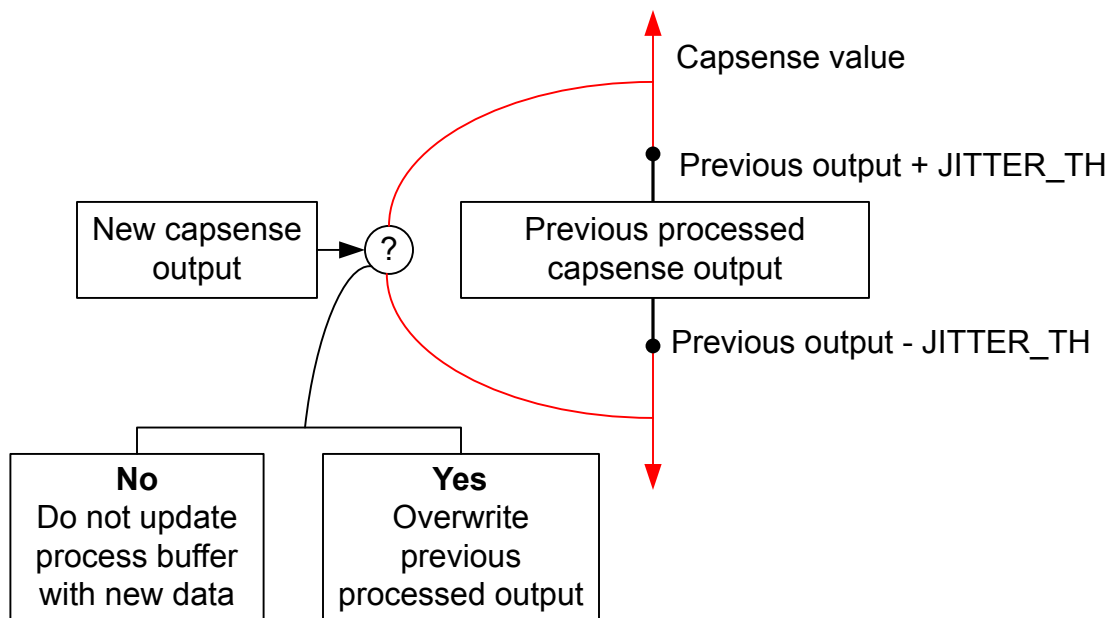 Capsense value
Previous output + JITTER_TH
New capsense
output
?
Previous processed
capsense output
Previous output - JITTER_TH
No
Do not update
process buffer
with new data
Yes
Overwrite
previous
processed output